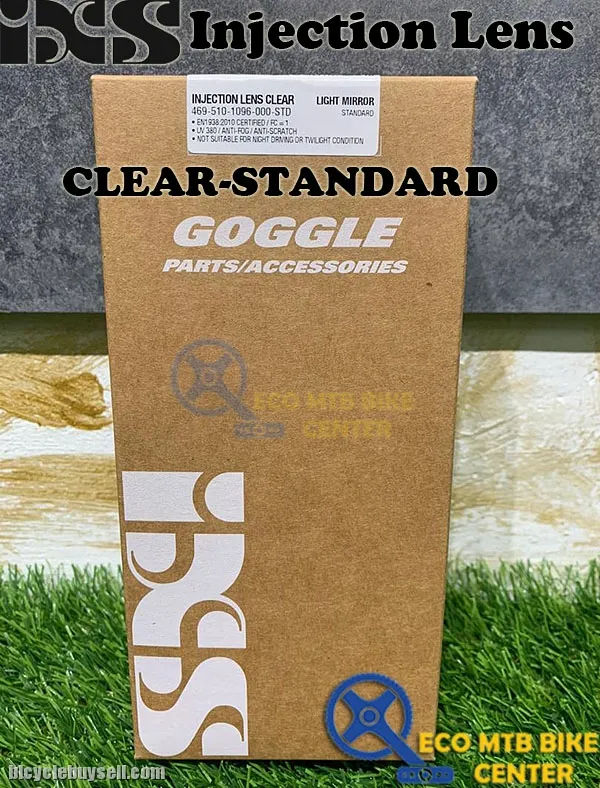 iXS Injection Lens
INJECTION LENS CLEAR LIGHT MIRROR
469-510-1096-000-STD STANDARD
• EN1938:2010 CERTIFIED / FC = 1
• UV 380 / ANTI-FOG / ANTI-SCRATCH
• NOT SUITABLE FOR NIGHT DRIVING OR TWILIGHT CONDITION
CLEAR-STANDARD
GOGGLE
PARTS/ACCESSORIES
ECO MTB BIKE
CENTER
iXS
ECO MTB BIKE
CENTER
bicyclebuysell.com